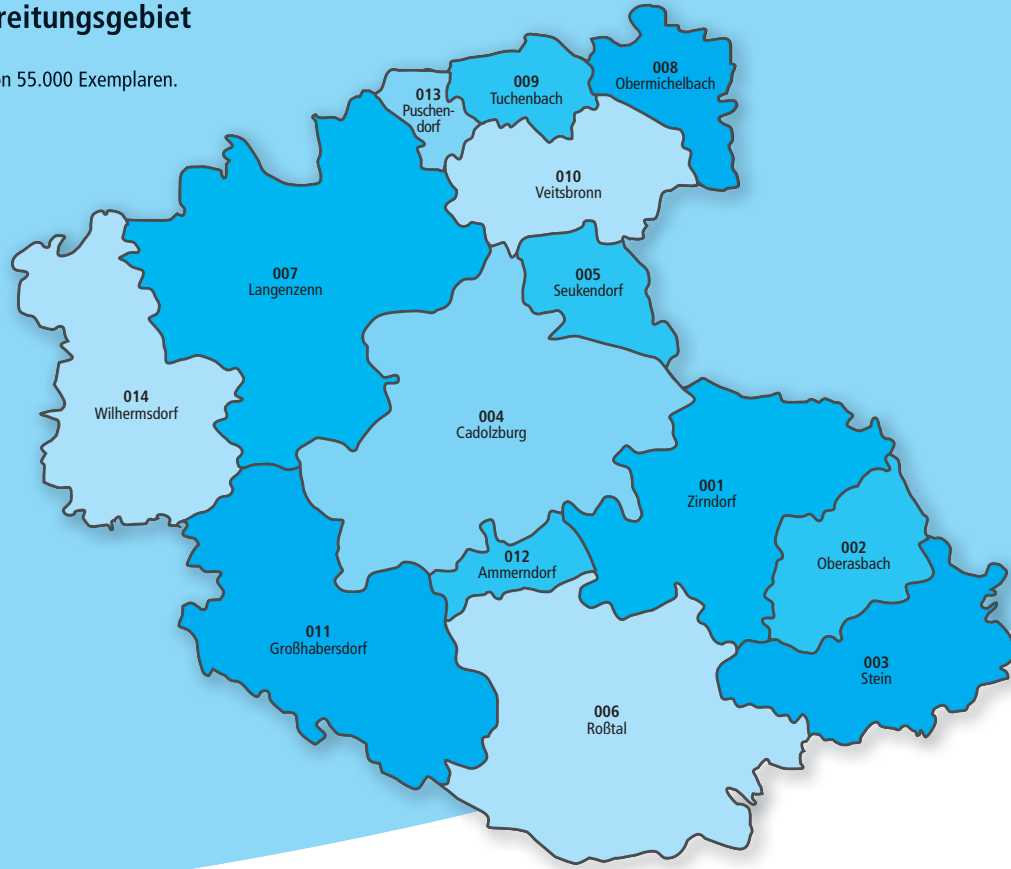 reitungsgebiet
n 55.000 Exemplaren.
008
Obermichelbach
009
Tuchenbach
013
Puschen-
dorf
010
Veitsbronn
007
Langenzenn
005
Seukendorf
014
Wilhermsdorf
004
Cadolzburg
001
Zirndorf
002
Oberasbach
012
Ammerndorf
011
Großhabersdorf
003
Stein
006
Roßtal